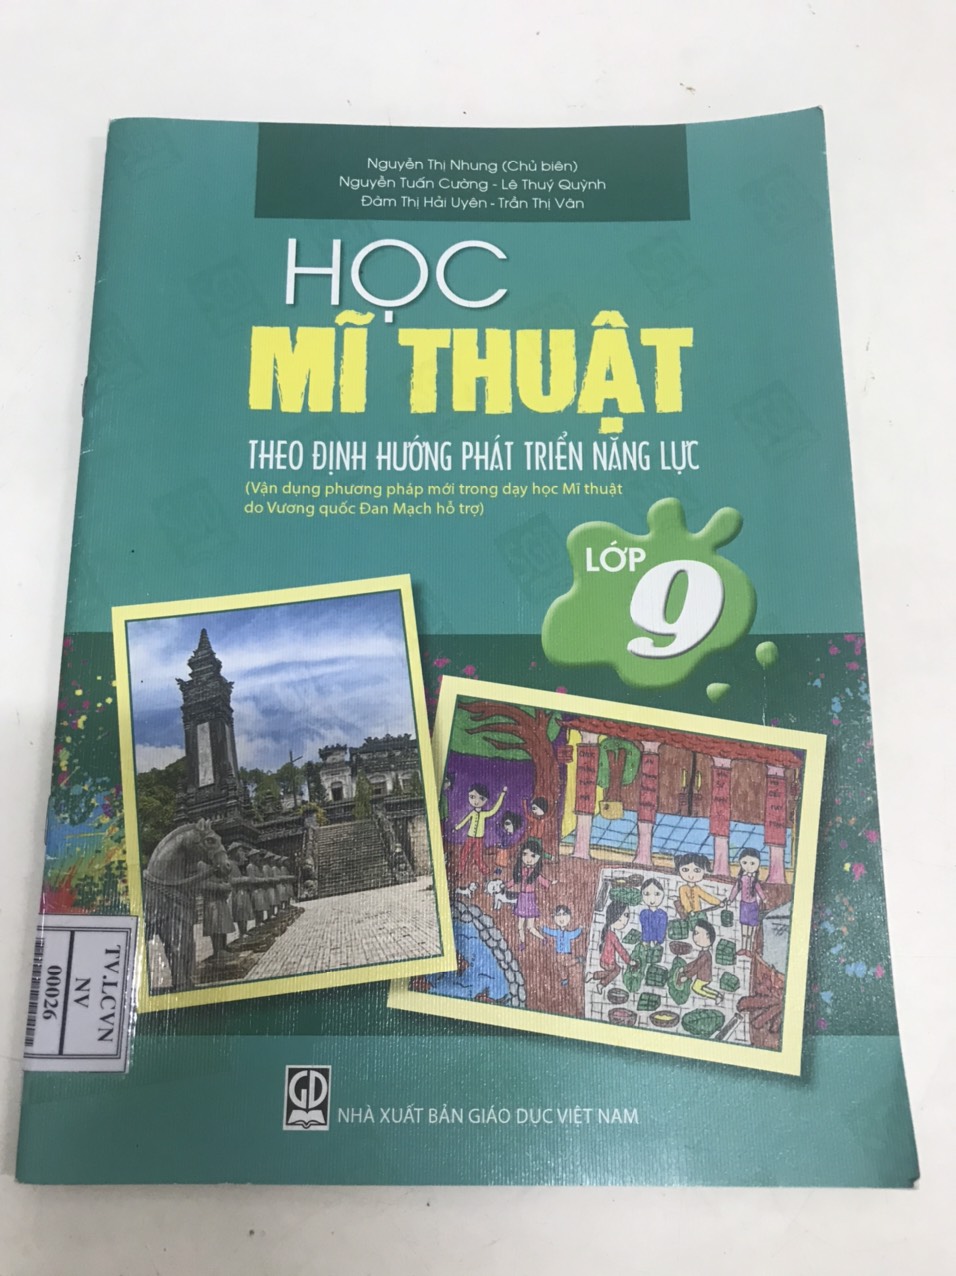 Nguyễn Thị Nhung (Chủ biên)
Nguyễn Tuấn Cường - Lê Thuý Quỳnh
Đàm Thị Hải Uyên - Trần Thị Vân
HỌC
MĨ THUẬT
THEO ĐỊNH HƯỚNG PHÁT TRIỂN NĂNG LỰC
(Vận dụng phương pháp mới trong dạy học Mĩ thuật
do Vương quốc Đan Mạch hỗ trợ)
LỚP
9
TV.T.CVN
NV
00026
GD
NHÀ XUẤT BẢN GIÁO DỤC VIỆT NAM